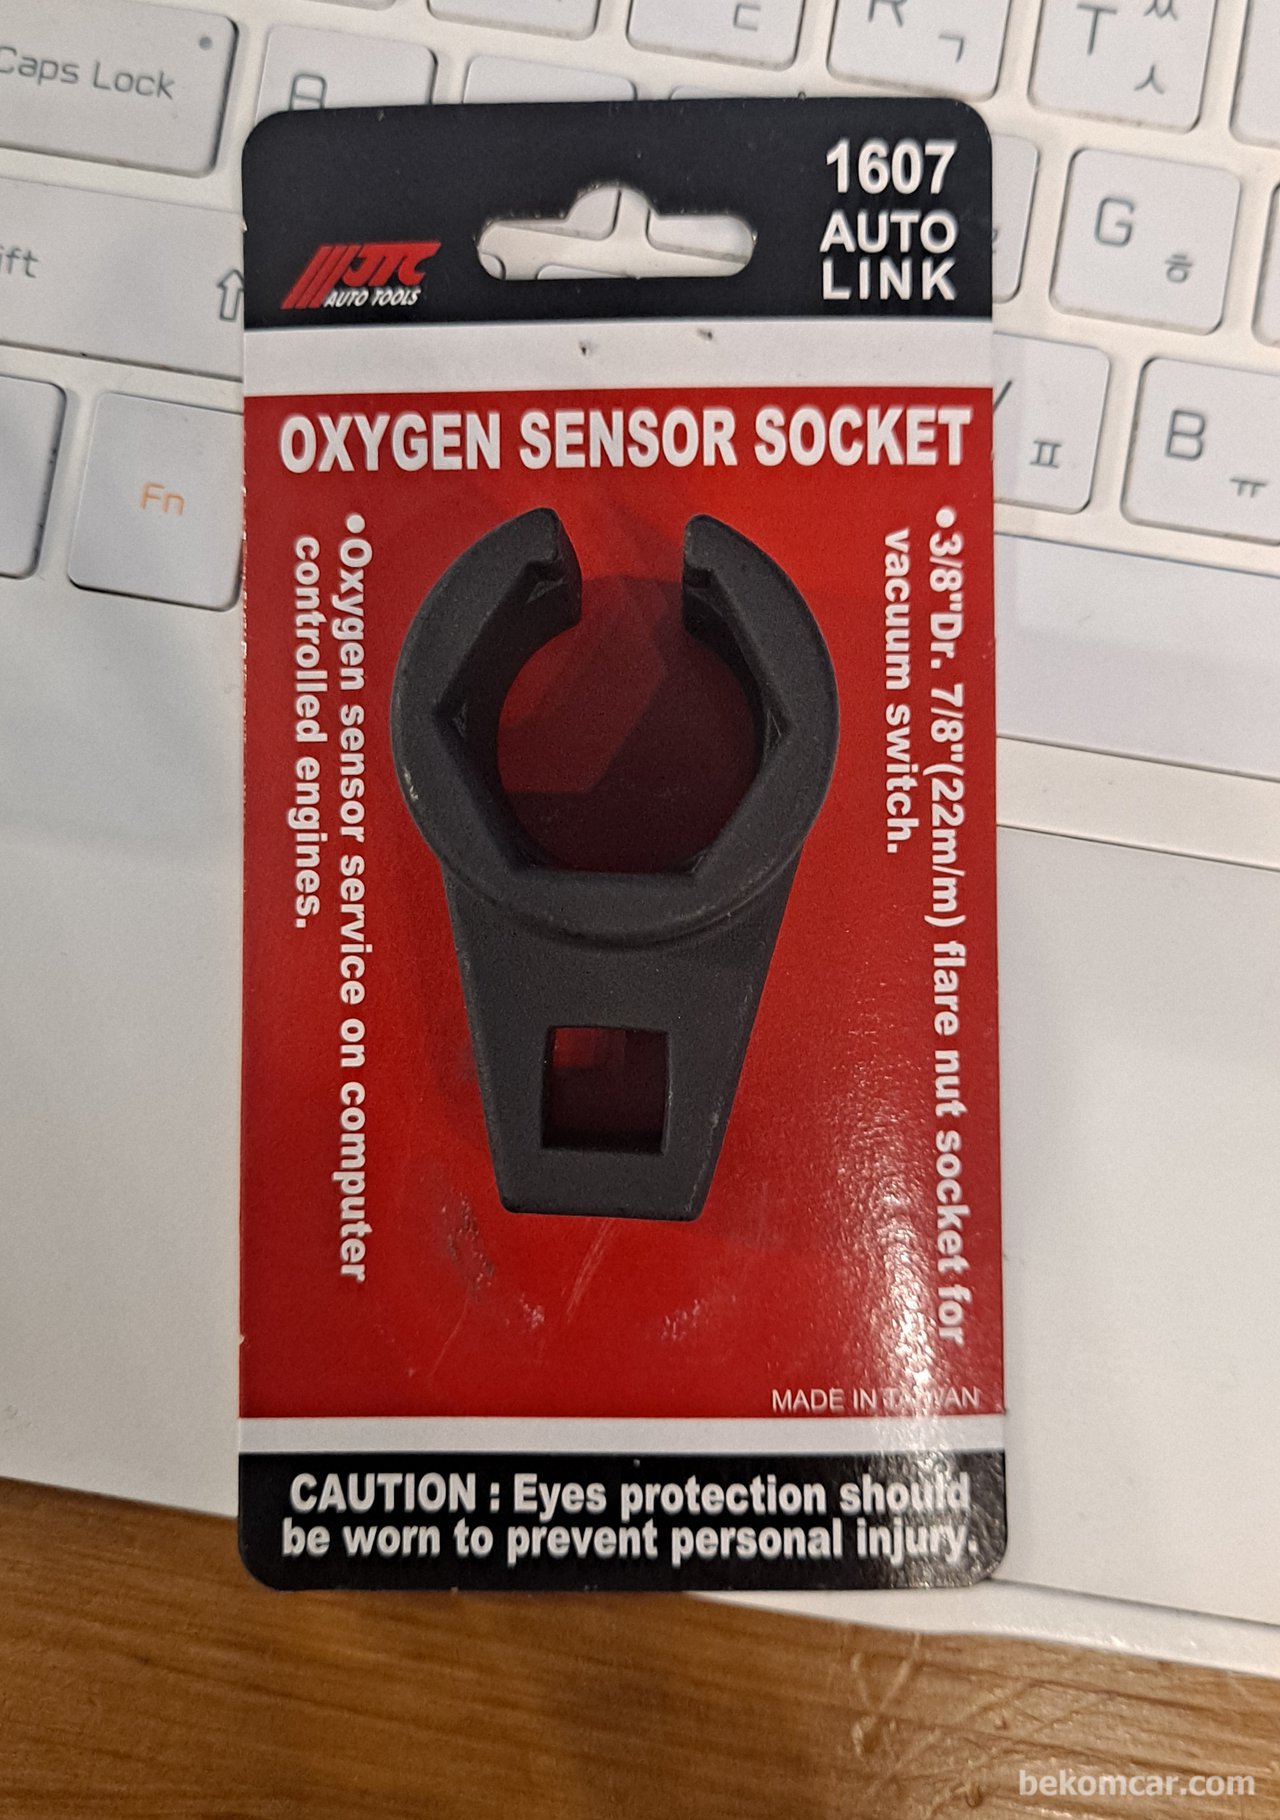 Caps Lock
ㄷ
R
ㄱ
T
ㅆ
ㅅ
G
ㅎ
ㅍ
B
ㅠ
Fn
1607
AUTO
LINK
JTC
AUTO TOOLS
OXYGEN SENSOR SOCKET
•3/8"Dr. 7/8"(22m/m) flare nut socket for
vacuum switch.
•Oxygen sensor service on computer
controlled engines.
MADE IN TAIWAN
CAUTION : Eyes protection should
be worn to prevent personal injury.
bekomcar.com